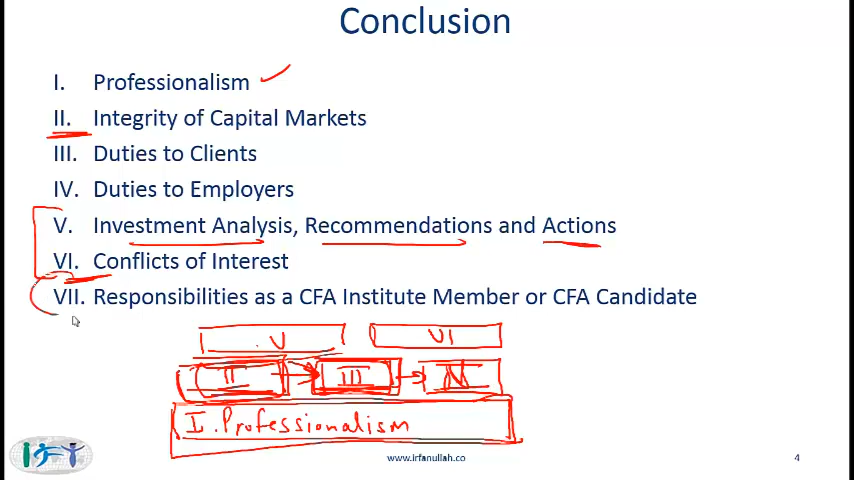 Conclusion
I. Professionalism
II. Integrity of Capital Markets
III. Duties to Clients
IV. Duties to Employers
V. Investment Analysis, Recommendations and Actions
VI. Conflicts of Interest
VII. Responsibilities as a CFA Institute Member or CFA Candidate
V VI
II III IV
I. Professionalism
IFT www.irfanullah.co 4